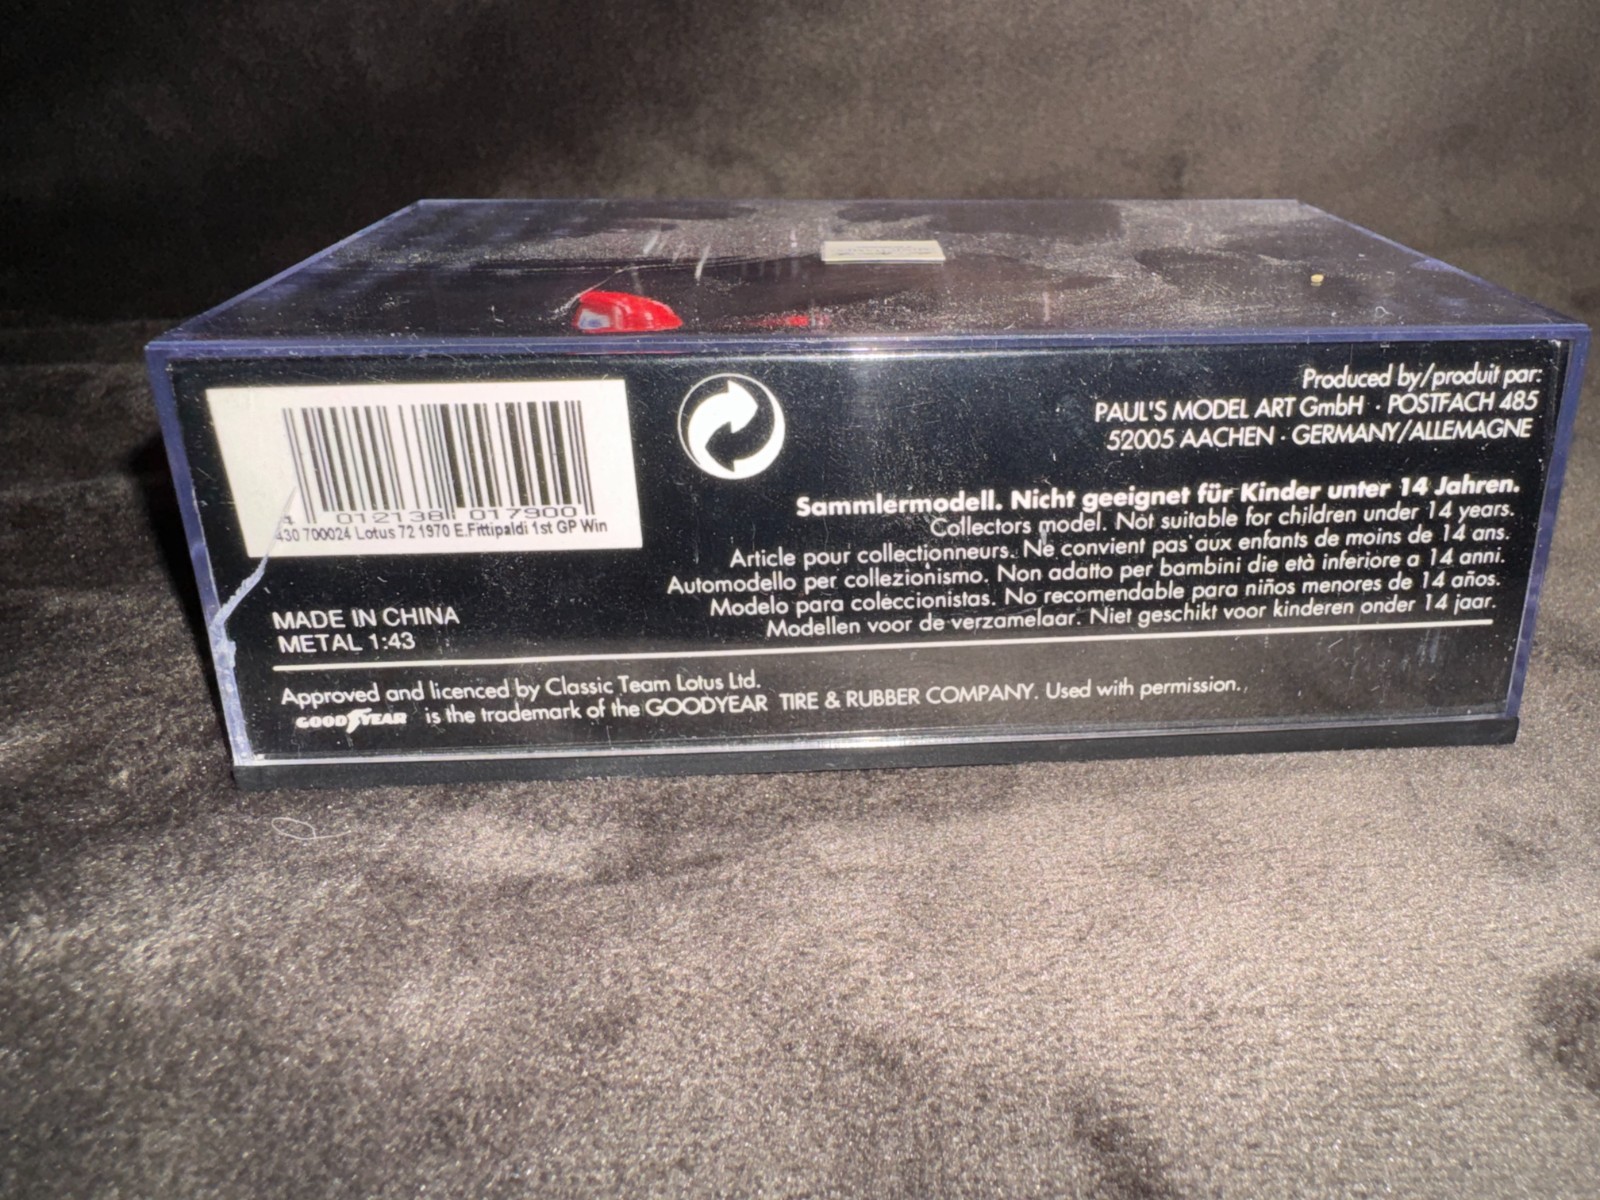 012138 017900
430 700024 Lotus 72 1970 E.Fittipaldi 1st GP Win
MADE IN CHINA
METAL 1:43
Produced by/produit par:
PAUL'S MODEL ART GmbH · POSTFACH 485
52005 AACHEN · GERMANY/ALLEMAGNE
Sammlermodell. Nicht geeignet für Kinder unter 14 Jahren.
Collectors model. Not suitable for children under 14 years.
Article pour collectionneurs. Ne convient pas aux enfants de moins de 14 ans.
Automodello per collezionismo. Non adatto per bambini die età inferiore a 14 anni.
Modelo para coleccionistas. No recomendable para niños menores de 14 años.
Modellen voor de verzamelaar. Niet geschikt voor kinderen onder 14 jaar.
Approved and licenced by Classic Team Lotus Ltd.
GOODYEAR is the trademark of the GOODYEAR TIRE & RUBBER COMPANY. Used with permission.